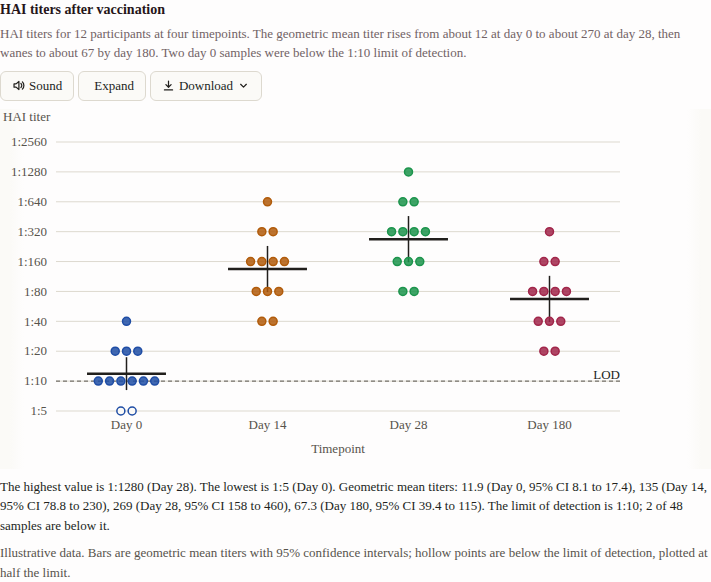 HAI titers after vaccination
HAI titers for 12 participants at four timepoints. The geometric mean titer rises from about 12 at day 0 to about 270 at day 28, then
wanes to about 67 by day 180. Two day 0 samples were below the 1:10 limit of detection.
Sound Expand Download
HAI titer
1:2560
1:1280
1:640
1:320
1:160
1:80
1:40
1:20
1:10
LOD
1:5
Day 0 Day 14 Day 28 Day 180
Timepoint
The highest value is 1:1280 (Day 28). The lowest is 1:5 (Day 0). Geometric mean titers: 11.9 (Day 0, 95% CI 8.1 to 17.4), 135 (Day 14,
95% CI 78.8 to 230), 269 (Day 28, 95% CI 158 to 460), 67.3 (Day 180, 95% CI 39.4 to 115). The limit of detection is 1:10; 2 of 48
samples are below it.
Illustrative data. Bars are geometric mean titers with 95% confidence intervals; hollow points are below the limit of detection, plotted at
half the limit.